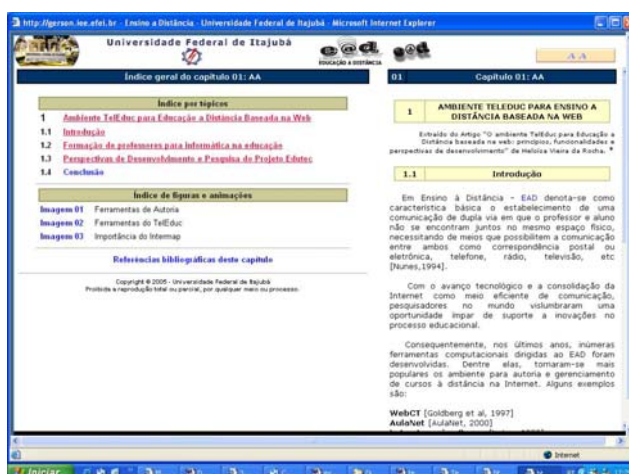 http://gerson.iee.efei.br - Ensino a Distância - Universidade Federal de Itajubá - Microsoft Internet Explorer
Universidade Federal de Itajubá
e@d
EDUCAÇÃO A DISTÂNCIA
e@d
A A
Índice geral do capítulo 01: AA
Índice por tópicos
1 Ambiente TelEduc para Educação a Distância Baseada na Web
1.1 Introdução
1.2 Formação de professores para Informática na educação
1.3 Perspectivas de Desenvolvimento e Pesquisa do Projeto Edutec
1.4 Conclusão
Índice de figuras e animações
Imagem 01 Ferramentas de Autoria
Imagem 02 Ferramentas do TelEduc
Imagem 03 Importância do Intermap
Referências bibliográficas deste capítulo
Copyright © 2005 - Universidade Federal de Itajubá
Proibida a reprodução total ou parcial, por qualquer meio ou processo.
01 Capítulo 01: AA
1 AMBIENTE TELEDUC PARA ENSINO A
DISTÂNCIA BASEADA NA WEB
Extraído do Artigo "O ambiente TelEduc para Educação a
Distância baseada na web: princípios, funcionalidades e
perspectivas de desenvolvimento" de Heloísa Vieira da Rocha. *
1.1 Introdução
Em Ensino à Distância - EAD denota-se como
característica básica o estabelecimento de uma
comunicação de dupla via em que o professor e aluno
não se encontram juntos no mesmo espaço físico,
necessitando de meios que possibilitem a comunicação
entre ambos como correspondência postal ou
eletrônica, telefone, rádio, televisão, etc
[Nunes,1994].
Com o avanço tecnológico e a consolidação da
Internet como meio eficiente de comunicação,
pesquisadores no mundo vislumbraram uma
oportunidade ímpar de suporte a inovações no
processo educacional.
Consequentemente, nos últimos anos, inúmeras
ferramentas computacionais dirigidas ao EAD foram
desenvolvidas. Dentre elas, tornaram-se mais
populares os ambiente para autoria e gerenciamento
de cursos à distância na Internet. Alguns exemplos
são:
WebCT [Goldberg et al, 1997]
AulaNet [AulaNet, 2000]
Internet
Iniciar